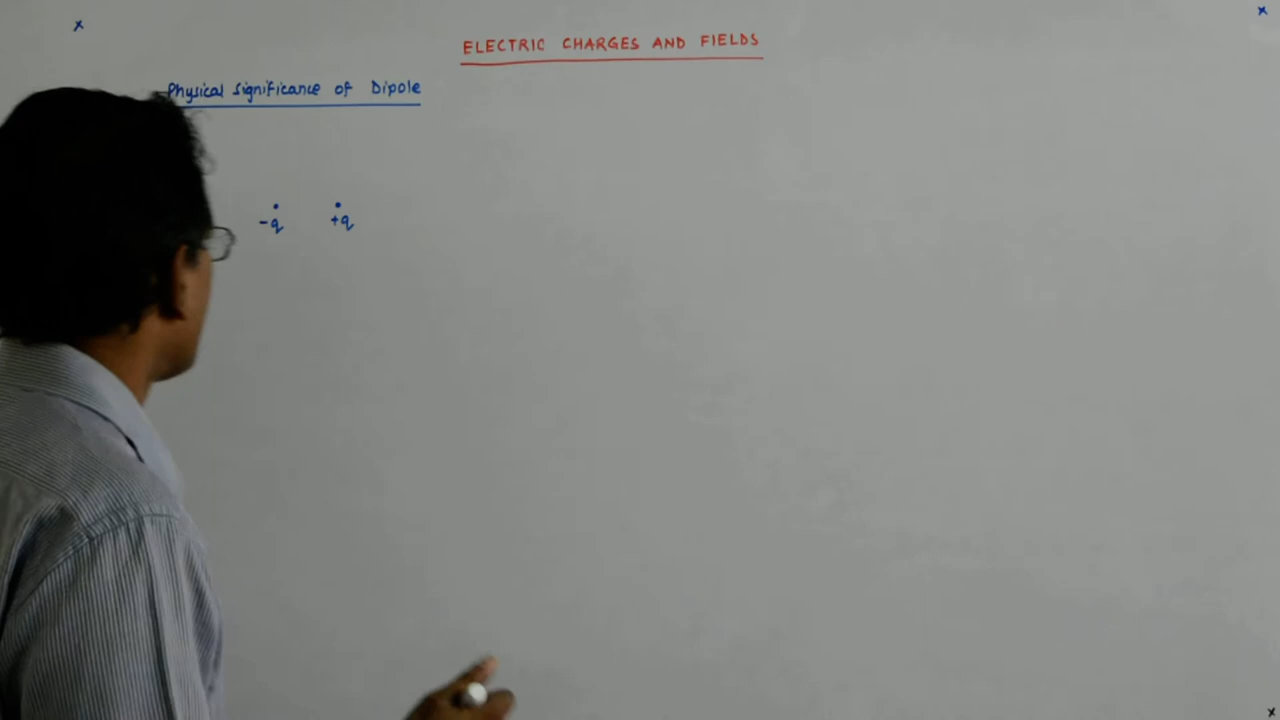 x
x
ELECTRIC CHARGES AND FIELDS
Physical Significance of Dipole
-q +q
x